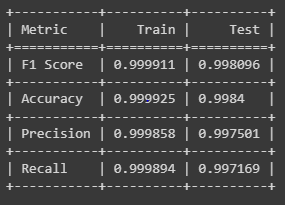 +-----------+----------+----------+
| Metric    |    Train |     Test |
+===========+==========+==========+
| F1 Score  | 0.999911 | 0.998096 |
+-----------+----------+----------+
| Accuracy  | 0.999925 | 0.9984   |
+-----------+----------+----------+
| Precision | 0.999858 | 0.997501 |
+-----------+----------+----------+
| Recall    | 0.999894 | 0.997169 |
+-----------+----------+----------+